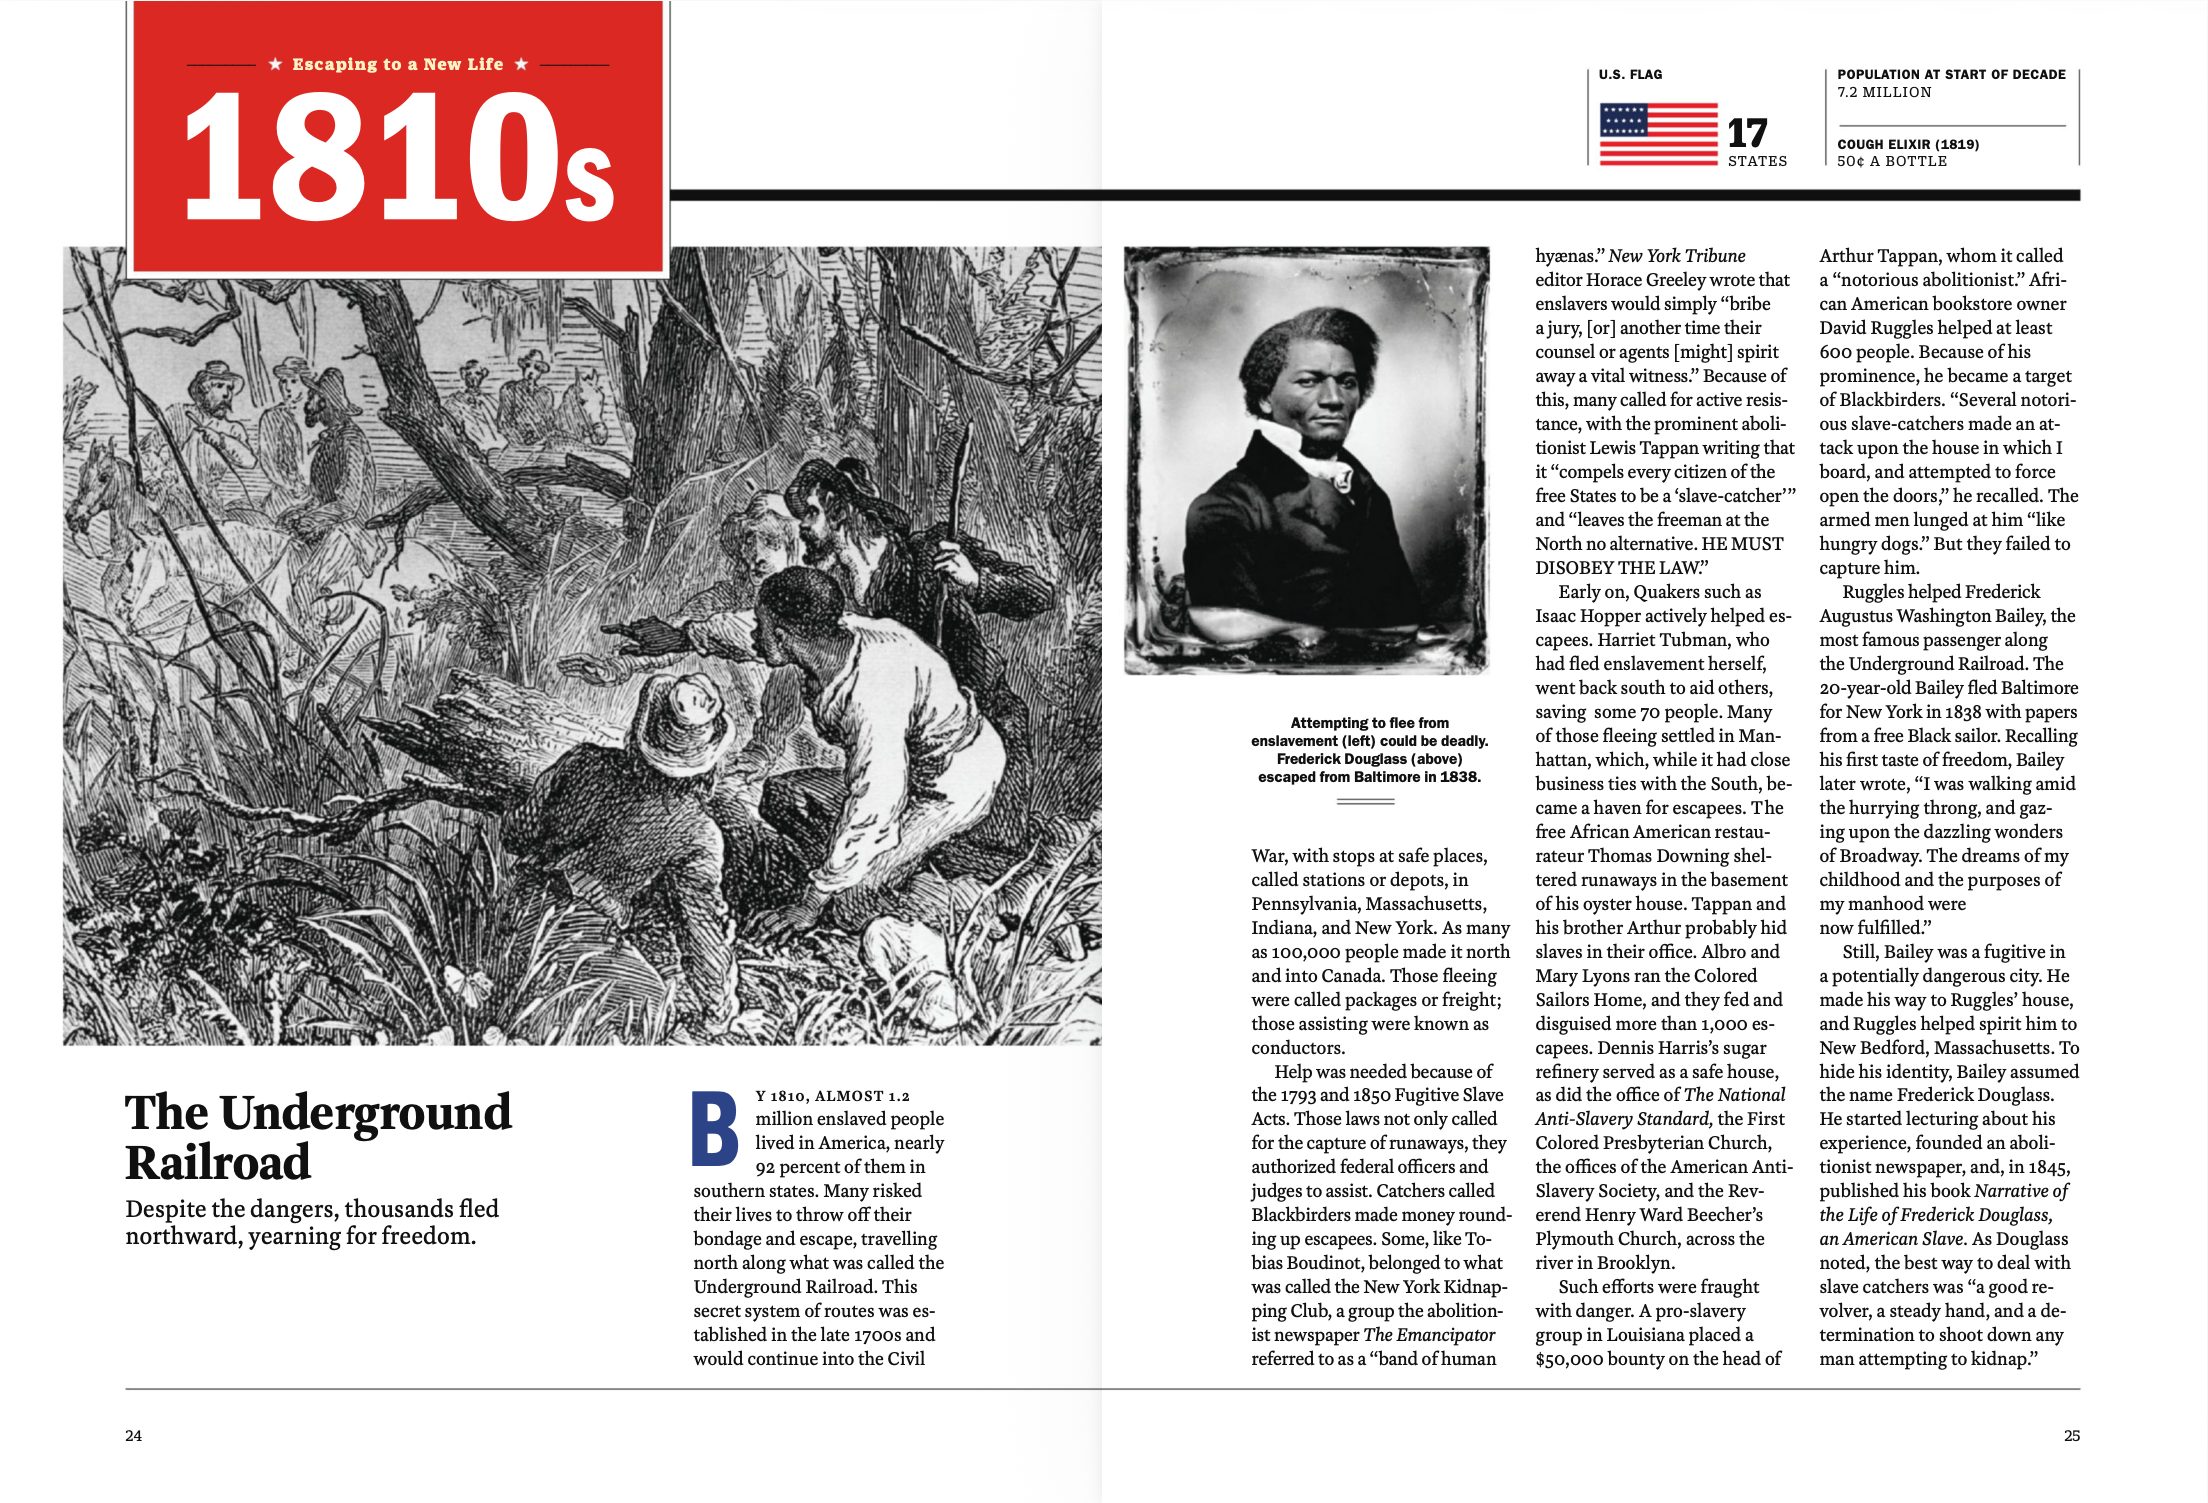 ★ Escaping to a New Life ★
1810s
U.S. FLAG
17
STATES
POPULATION AT START OF DECADE
7.2 MILLION
COUGH ELIXIR (1819)
50¢ A BOTTLE
The Underground
Railroad
Despite the dangers, thousands fled
northward, yearning for freedom.
BY 1810, ALMOST 1.2
million enslaved people
lived in America, nearly
92 percent of them in
southern states. Many risked
their lives to throw off their
bondage and escape, travelling
north along what was called the
Underground Railroad. This
secret system of routes was es-
tablished in the late 1700s and
would continue into the Civil
Attempting to flee from
enslavement (left) could be deadly.
Frederick Douglass (above)
escaped from Baltimore in 1838.
War, with stops at safe places,
called stations or depots, in
Pennsylvania, Massachusetts,
Indiana, and New York. As many
as 100,000 people made it north
and into Canada. Those fleeing
were called packages or freight;
those assisting were known as
conductors.
Help was needed because of
the 1793 and 1850 Fugitive Slave
Acts. Those laws not only called
for the capture of runaways, they
authorized federal officers and
judges to assist. Catchers called
Blackbirders made money round-
ing up escapees. Some, like To-
bias Boudinot, belonged to what
was called the New York Kidnap-
ping Club, a group the abolition-
ist newspaper The Emancipator
referred to as a “band of human
hyænas.” New York Tribune
editor Horace Greeley wrote that
enslavers would simply “bribe
a jury, [or] another time their
counsel or agents [might] spirit
away a vital witness.” Because of
this, many called for active resis-
tance, with the prominent aboli-
tionist Lewis Tappan writing that
it “compels every citizen of the
free States to be a ‘slave-catcher’”
and “leaves the freeman at the
North no alternative. HE MUST
DISOBEY THE LAW.”
Early on, Quakers such as
Isaac Hopper actively helped es-
capees. Harriet Tubman, who
had fled enslavement herself,
went back south to aid others,
saving some 70 people. Many
of those fleeing settled in Man-
hattan, which, while it had close
business ties with the South, be-
came a haven for escapees. The
free African American restau-
rateur Thomas Downing shel-
tered runaways in the basement
of his oyster house. Tappan and
his brother Arthur probably hid
slaves in their office. Albro and
Mary Lyons ran the Colored
Sailors Home, and they fed and
disguised more than 1,000 es-
capees. Dennis Harris’s sugar
refinery served as a safe house,
as did the office of The National
Anti-Slavery Standard, the First
Colored Presbyterian Church,
the offices of the American Anti-
Slavery Society, and the Rev-
erend Henry Ward Beecher’s
Plymouth Church, across the
river in Brooklyn.
Such efforts were fraught
with danger. A pro-slavery
group in Louisiana placed a
$50,000 bounty on the head of
Arthur Tappan, whom it called
a “notorious abolitionist.” Afri-
can American bookstore owner
David Ruggles helped at least
600 people. Because of his
prominence, he became a target
of Blackbirders. “Several notori-
ous slave-catchers made an at-
tack upon the house in which I
board, and attempted to force
open the doors,” he recalled. The
armed men lunged at him “like
hungry dogs.” But they failed to
capture him.
Ruggles helped Frederick
Augustus Washington Bailey, the
most famous passenger along
the Underground Railroad. The
20-year-old Bailey fled Baltimore
for New York in 1838 with papers
from a free Black sailor. Recalling
his first taste of freedom, Bailey
later wrote, “I was walking amid
the hurrying throng, and gaz-
ing upon the dazzling wonders
of Broadway. The dreams of my
childhood and the purposes of
my manhood were
now fulfilled.”
Still, Bailey was a fugitive in
a potentially dangerous city. He
made his way to Ruggles’ house,
and Ruggles helped spirit him to
New Bedford, Massachusetts. To
hide his identity, Bailey assumed
the name Frederick Douglass.
He started lecturing about his
experience, founded an aboli-
tionist newspaper, and, in 1845,
published his book Narrative of
the Life of Frederick Douglass,
an American Slave. As Douglass
noted, the best way to deal with
slave catchers was “a good re-
volver, a steady hand, and a de-
termination to shoot down any
man attempting to kidnap.”
24
25